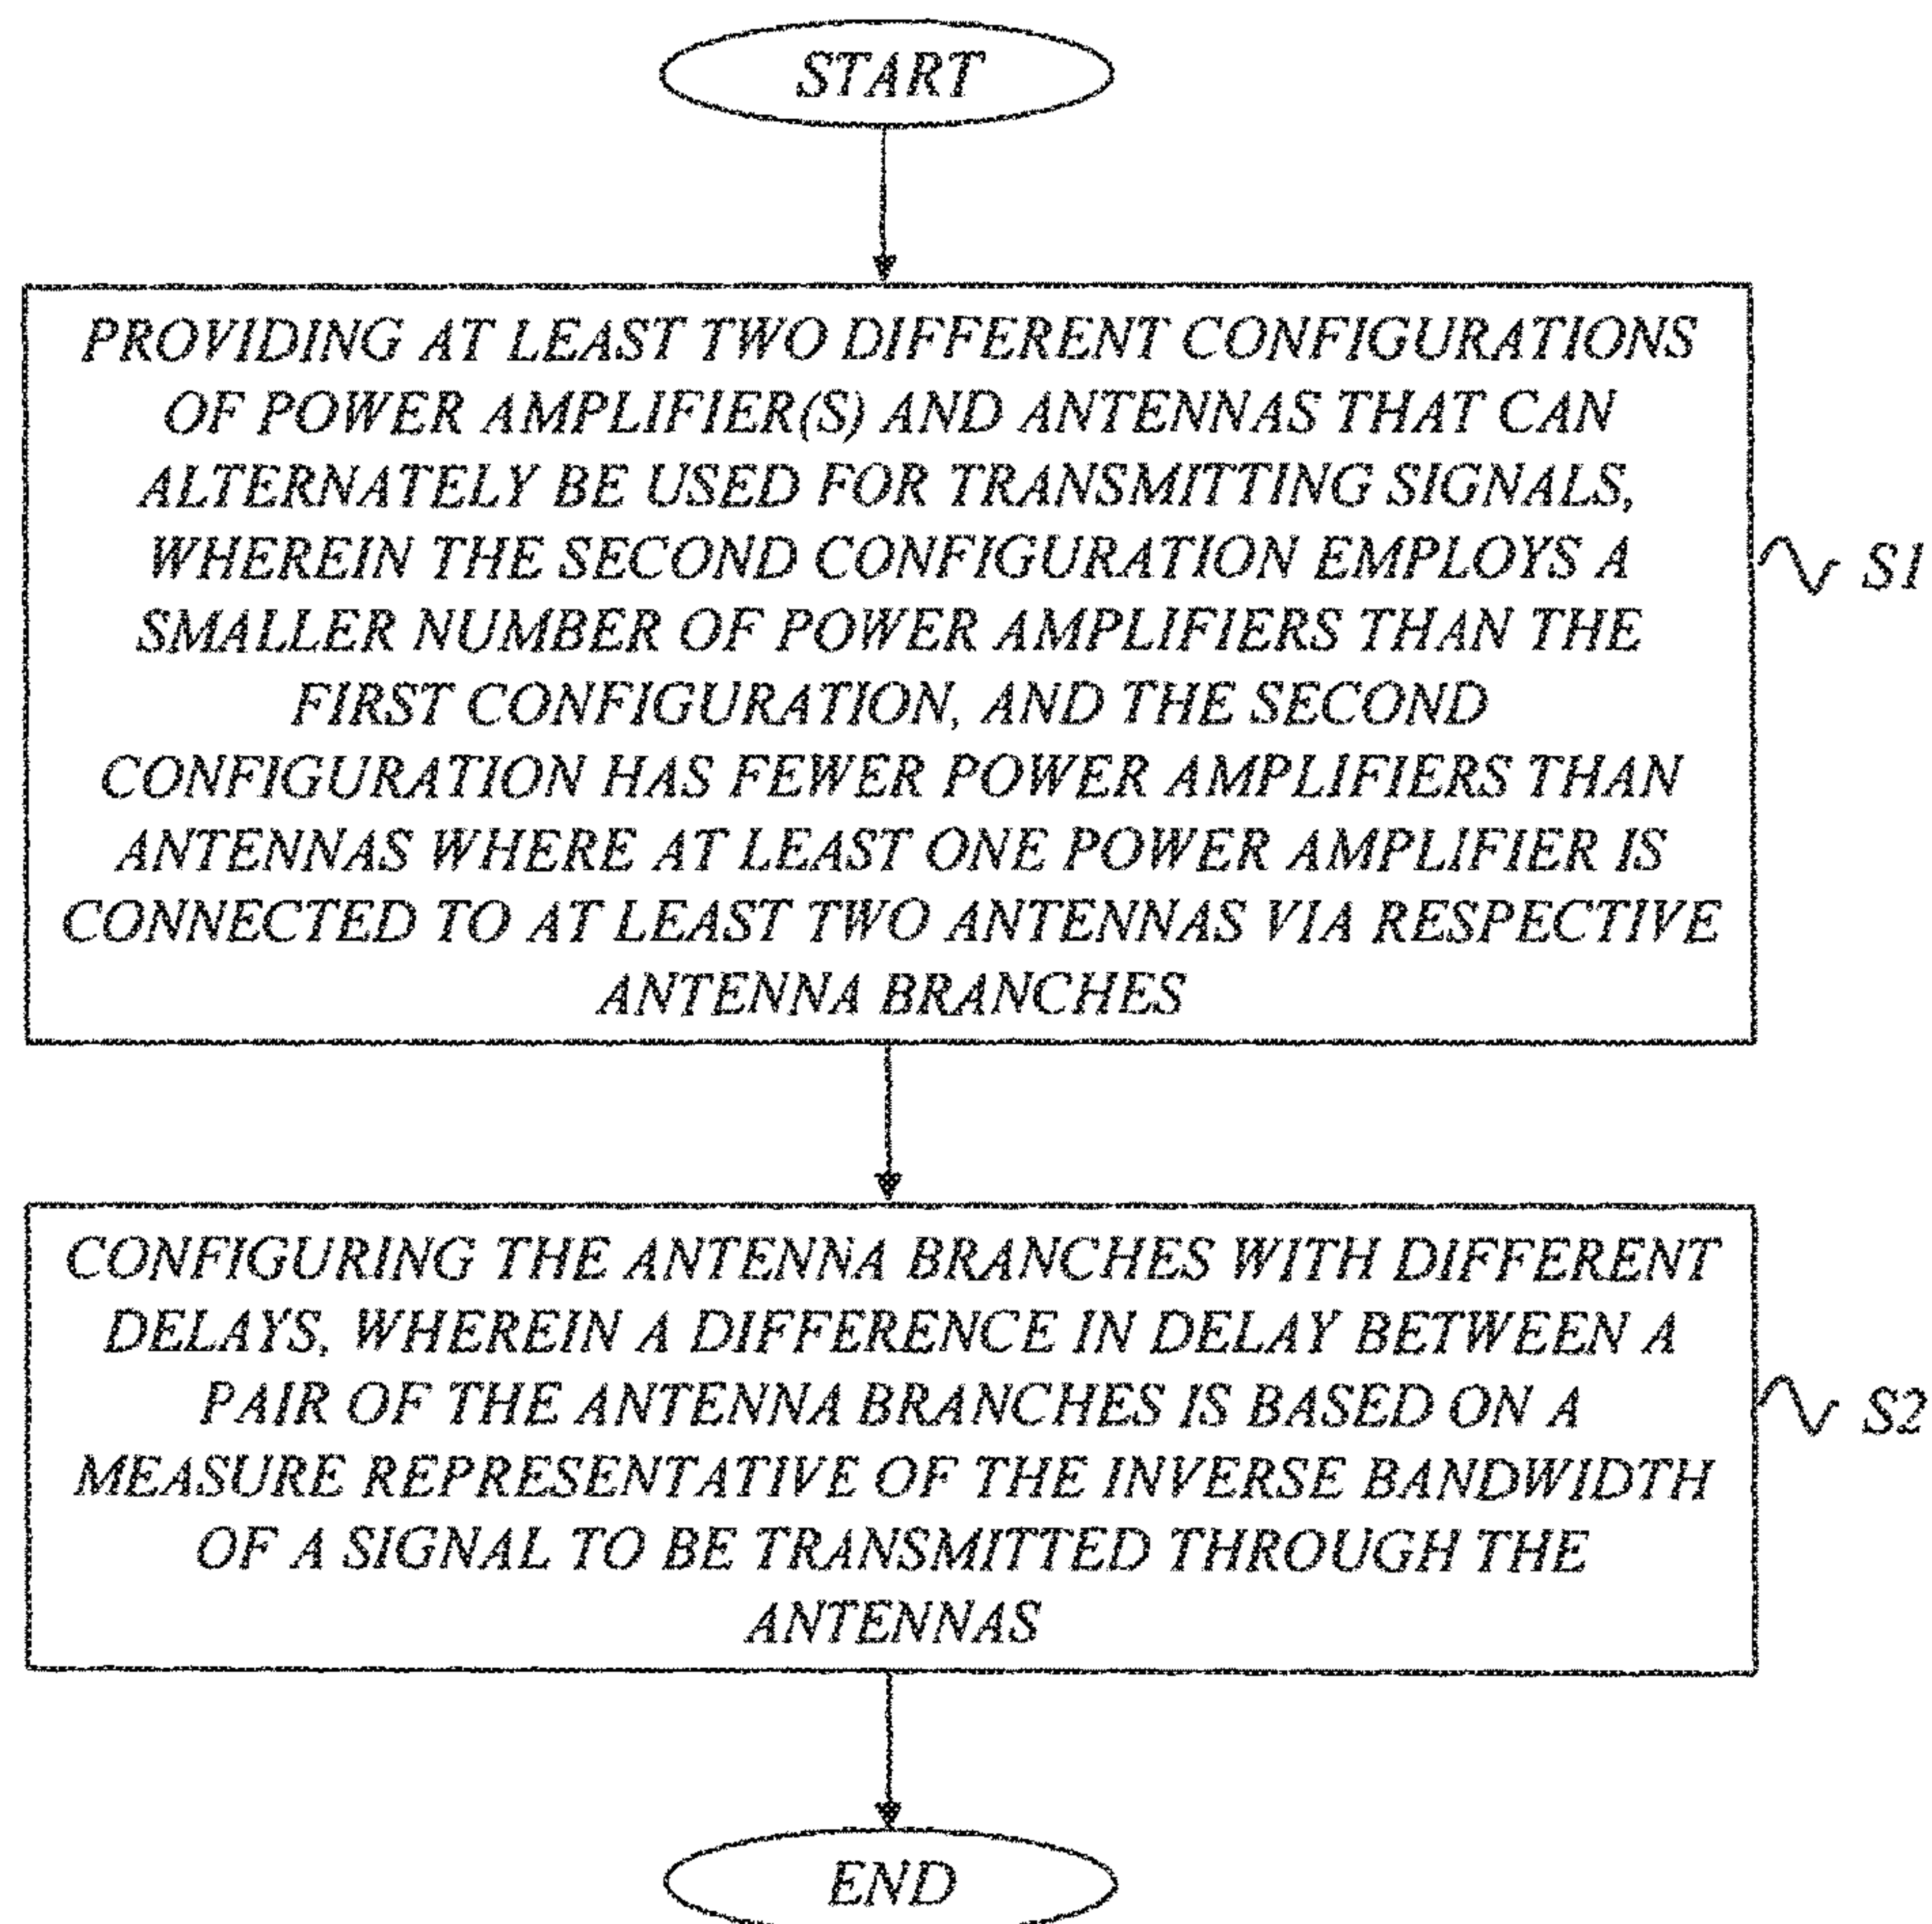 START
PROVIDING AT LEAST TWO DIFFERENT CONFIGURATIONS
OF POWER AMPLIFIER(S) AND ANTENNAS THAT CAN
ALTERNATELY BE USED FOR TRANSMITTING SIGNALS,
WHEREIN THE SECOND CONFIGURATION EMPLOYS A
SMALLER NUMBER OF POWER AMPLIFIERS THAN THE
FIRST CONFIGURATION, AND THE SECOND
CONFIGURATION HAS FEWER POWER AMPLIFIERS THAN
ANTENNAS WHERE AT LEAST ONE POWER AMPLIFIER IS
CONNECTED TO AT LEAST TWO ANTENNAS VIA RESPECTIVE
ANTENNA BRANCHES
S1
CONFIGURING THE ANTENNA BRANCHES WITH DIFFERENT
DELAYS, WHEREIN A DIFFERENCE IN DELAY BETWEEN A
PAIR OF THE ANTENNA BRANCHES IS BASED ON A
MEASURE REPRESENTATIVE OF THE INVERSE BANDWIDTH
OF A SIGNAL TO BE TRANSMITTED THROUGH THE
ANTENNAS
S2
END